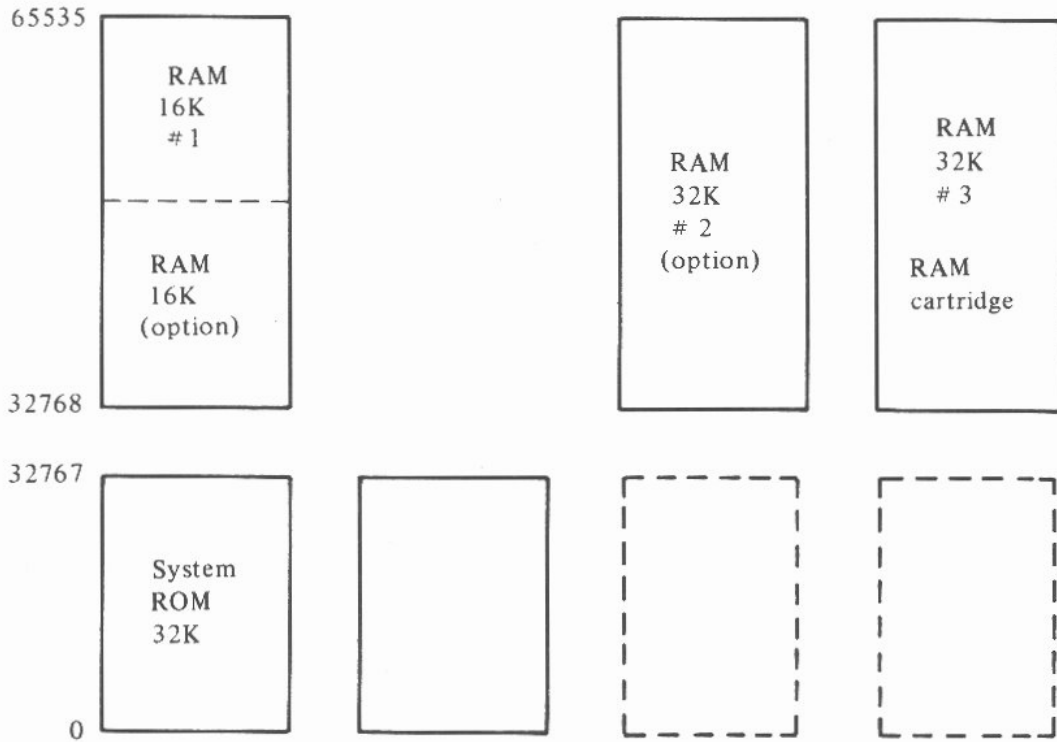 65535
RAM
16K
# 1
RAM
16K
(option)
32768
RAM
32K
# 2
(option)
RAM
32K
# 3
RAM
cartridge
32767
System
ROM
32K
0